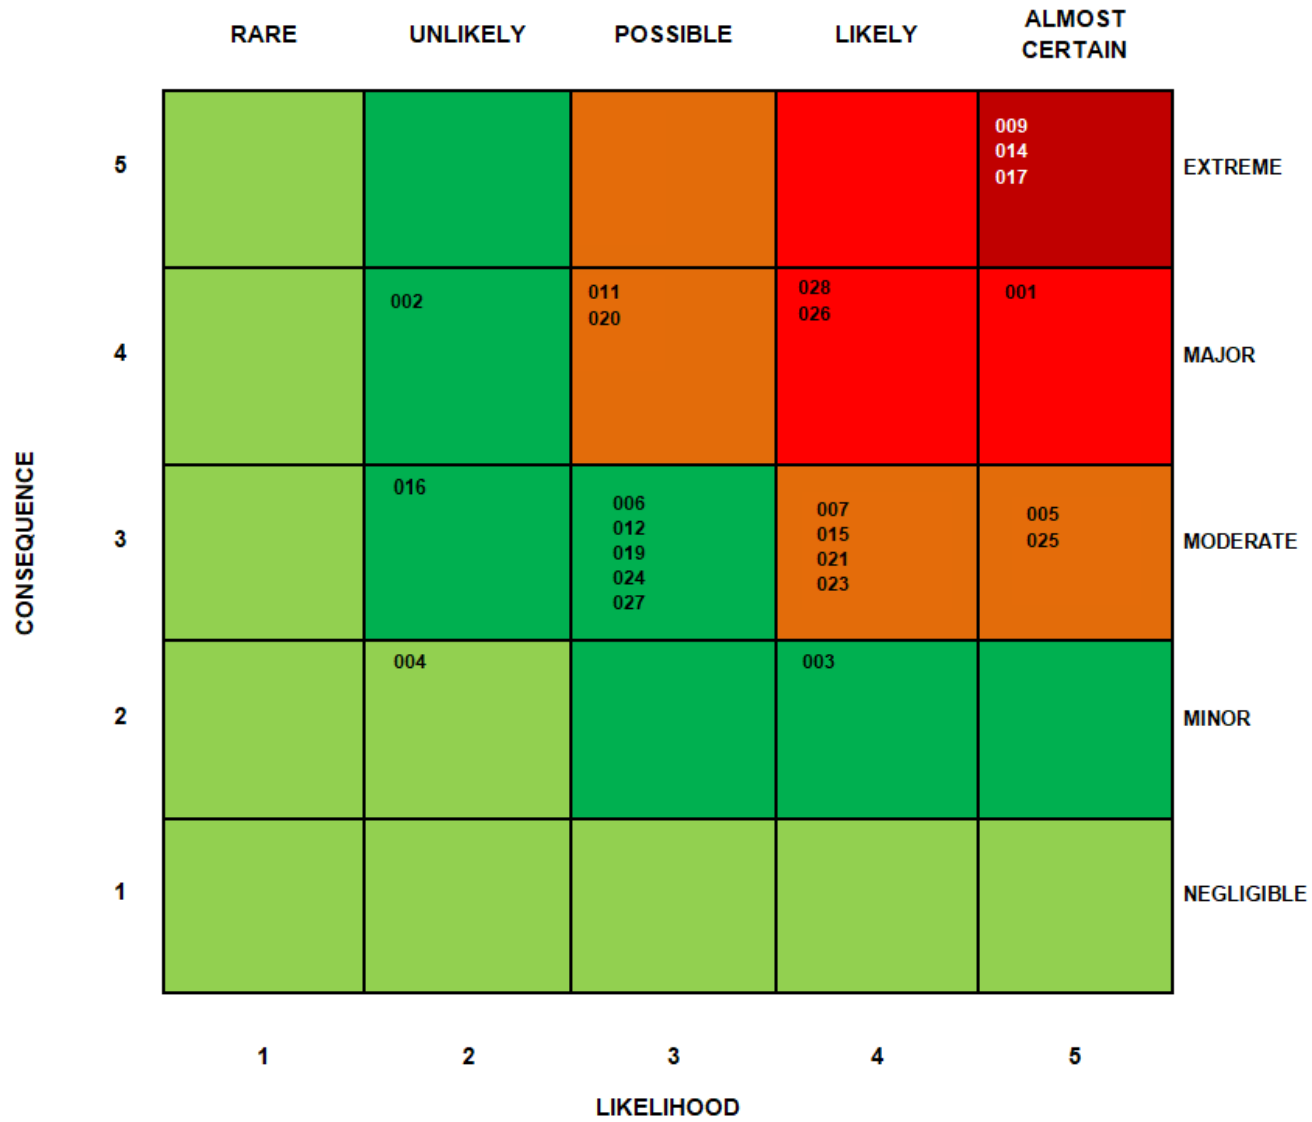 RARE
UNLIKELY
POSSIBLE
LIKELY
ALMOST
CERTAIN
5
009
014
017
EXTREME
4
002
011
020
028
026
001
MAJOR
CONSEQUENCE
3
016
006
012
019
024
027
007
015
021
023
005
025
MODERATE
2
004
003
MINOR
1
NEGLIGIBLE
1
2
3
4
5
LIKELIHOOD